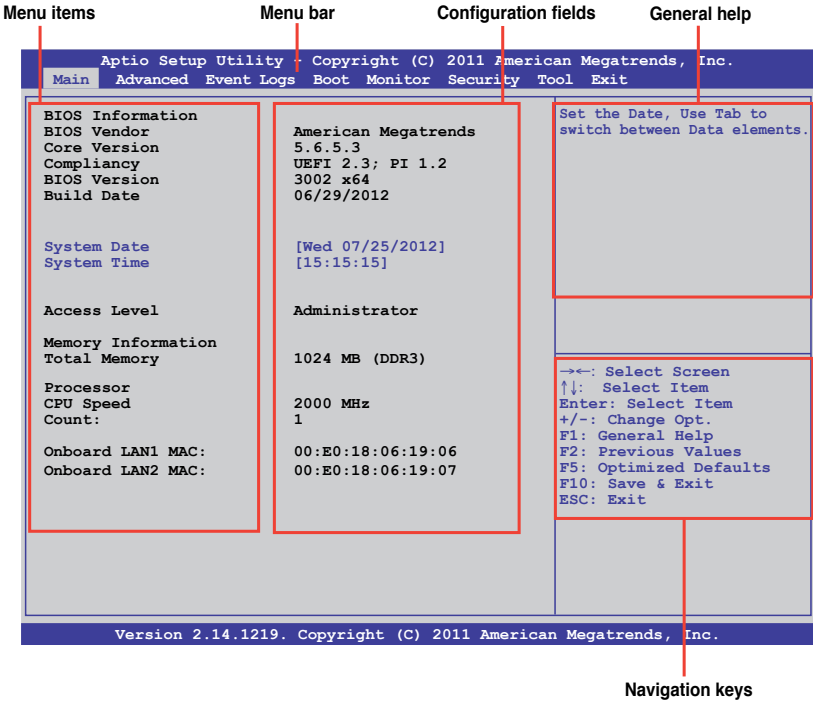 Menu items Menu bar Configuration fields General help
Aptio Setup Utility - Copyright (C) 2011 American Megatrends, Inc.
Main Advanced Event Logs Boot Monitor Security Tool Exit
BIOS Information
BIOS Vendor American Megatrends
Core Version 5.6.5.3
Compliancy UEFI 2.3; PI 1.2
BIOS Version 3002 x64
Build Date 06/29/2012
System Date [Wed 07/25/2012]
System Time [15:15:15]
Access Level Administrator
Memory Information
Total Memory 1024 MB (DDR3)
Processor
CPU Speed 2000 MHz
Count: 1
Onboard LAN1 MAC: 00:E0:18:06:19:06
Onboard LAN2 MAC: 00:E0:18:06:19:07
Set the Date, Use Tab to
switch between Data elements.
→←: Select Screen
↑↓: Select Item
Enter: Select Item
+/-: Change Opt.
F1: General Help
F2: Previous Values
F5: Optimized Defaults
F10: Save & Exit
ESC: Exit
Version 2.14.1219. Copyright (C) 2011 American Megatrends, Inc.
Navigation keys